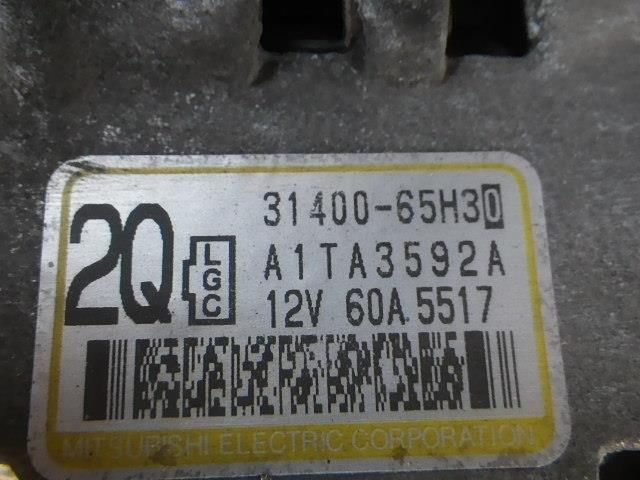 2Q
LGC
31400-65H30
A1TA3592A
12V 60A 5517
MITSUBISHI ELECTRIC CORPORATION